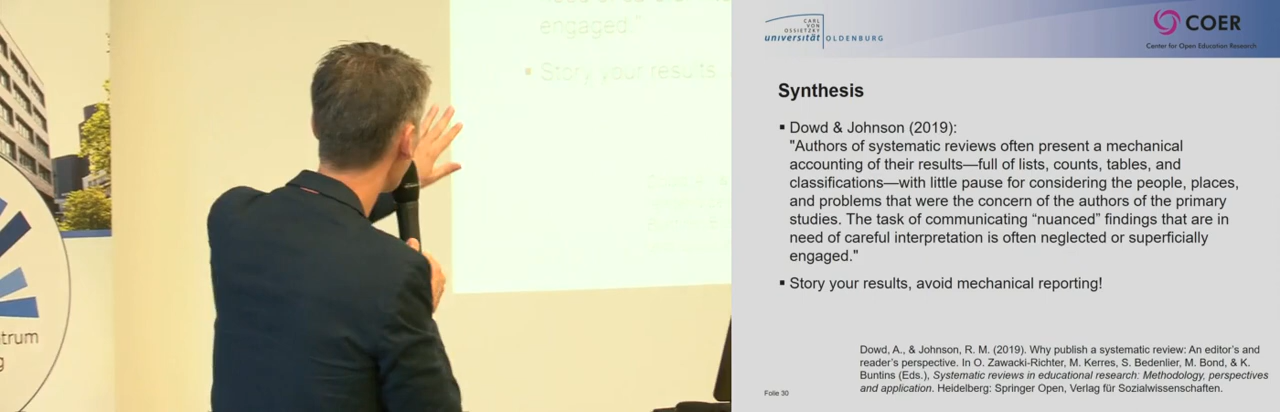 trum
g
engaged."
▪ Story your results,
CARL
VON
OSSIETZKY
universität OLDENBURG
COER
Center for Open Education Research
Synthesis
▪ Dowd & Johnson (2019):
"Authors of systematic reviews often present a mechanical
accounting of their results—full of lists, counts, tables, and
classifications—with little pause for considering the people, places,
and problems that were the concern of the authors of the primary
studies. The task of communicating “nuanced” findings that are in
need of careful interpretation is often neglected or superficially
engaged."
▪ Story your results, avoid mechanical reporting!
Dowd, A., & Johnson, R. M. (2019). Why publish a systematic review: An editor's and
reader's perspective. In O. Zawacki-Richter, M. Kerres, S. Bedenlier, M. Bond, & K.
Buntins (Eds.), Systematic reviews in educational research: Methodology, perspectives
and application. Heidelberg: Springer Open, Verlag für Sozialwissenschaften.
Folie 30